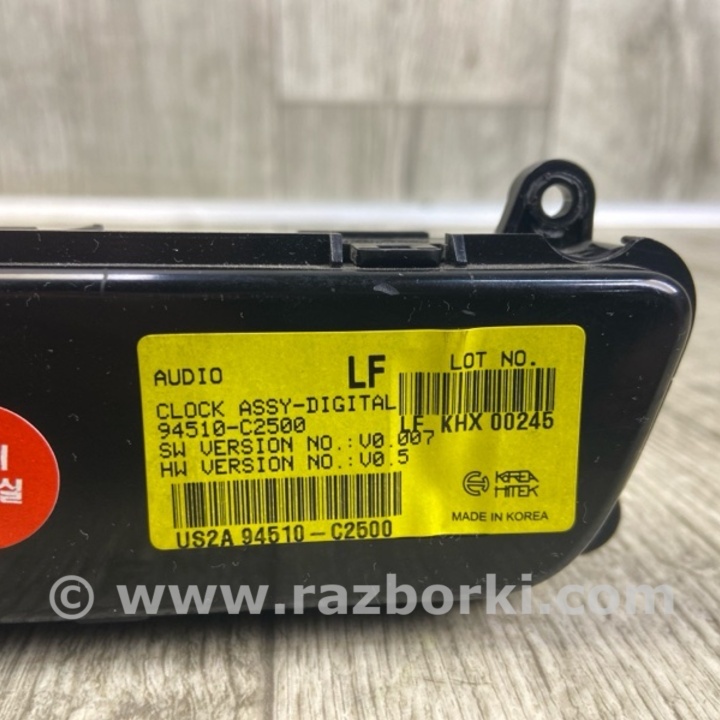 AUDIO LF LOT NO.
CLOCK ASSY-DIGITAL
94510-C2500 LF KHX 00245
SW VERSION NO.:V0.007
HW VERSION NO.:V0.5
KOREA
HITEK
US2A 94510-C2500 MADE IN KOREA
실
© www.razborki.com